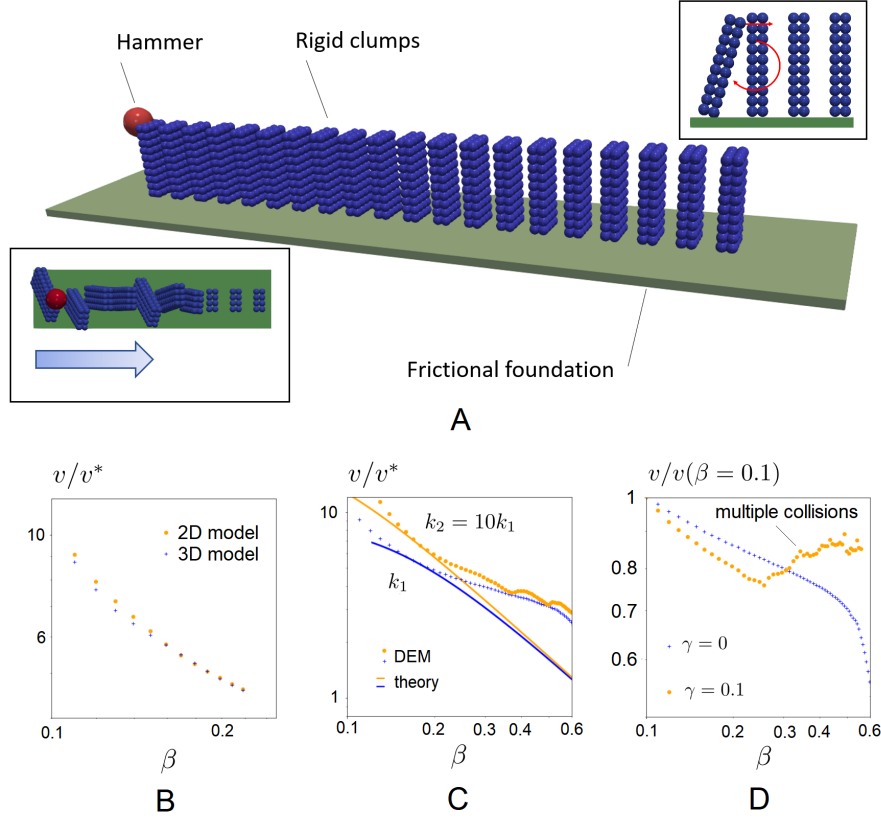 Hammer
Rigid clumps
Frictional foundation
A
v/v*
10
6
2D model
3D model
0.1
0.2
β
B
v/v*
10
k₂ = 10k₁
k₁
DEM
theory
1
0.1
0.2
0.3
0.4
0.6
β
C
v/v(β = 0.1)
1
multiple collisions
0.8
0.7
0.6
γ = 0
γ = 0.1
0.1
0.2
0.3
0.4
0.6
β
D